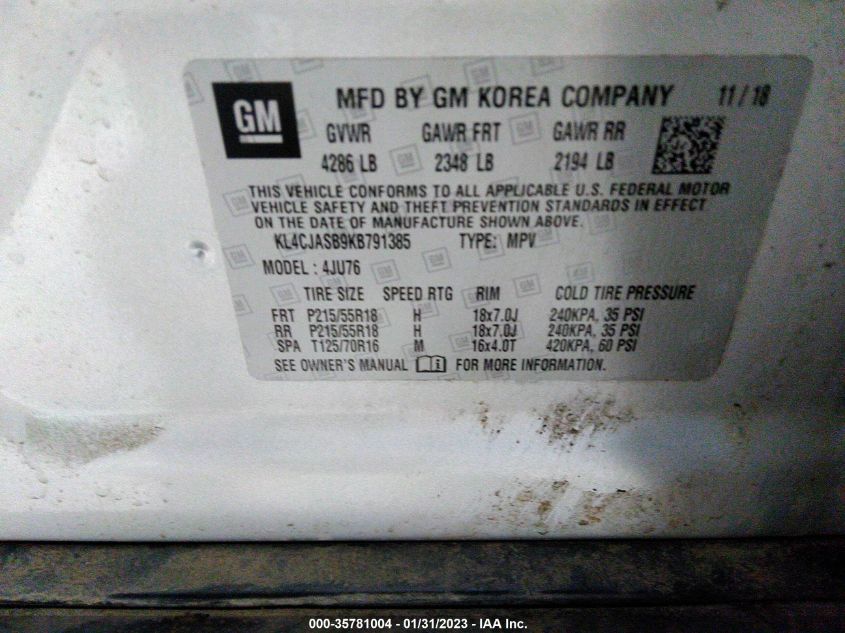 GM
MFD BY GM KOREA COMPANY 11/18
GVWR GAWR FRT GAWR RR
4286 LB 2348 LB 2194 LB
THIS VEHICLE CONFORMS TO ALL APPLICABLE U.S. FEDERAL MOTOR
VEHICLE SAFETY AND THEFT PREVENTION STANDARDS IN EFFECT
ON THE DATE OF MANUFACTURE SHOWN ABOVE.
KL4CJASB9KB791385 TYPE: MPV
MODEL : 4JU76
TIRE SIZE SPEED RTG RIM COLD TIRE PRESSURE
FRT P215/55R18 H 18x7.0J 240KPA, 35 PSI
RR P215/55R18 H 18x7.0J 240KPA, 35 PSI
SPA T125/70R16 M 16x4.0T 420KPA, 60 PSI
SEE OWNER'S MANUAL i FOR MORE INFORMATION.
000-35781004 - 01/31/2023 - IAA Inc.